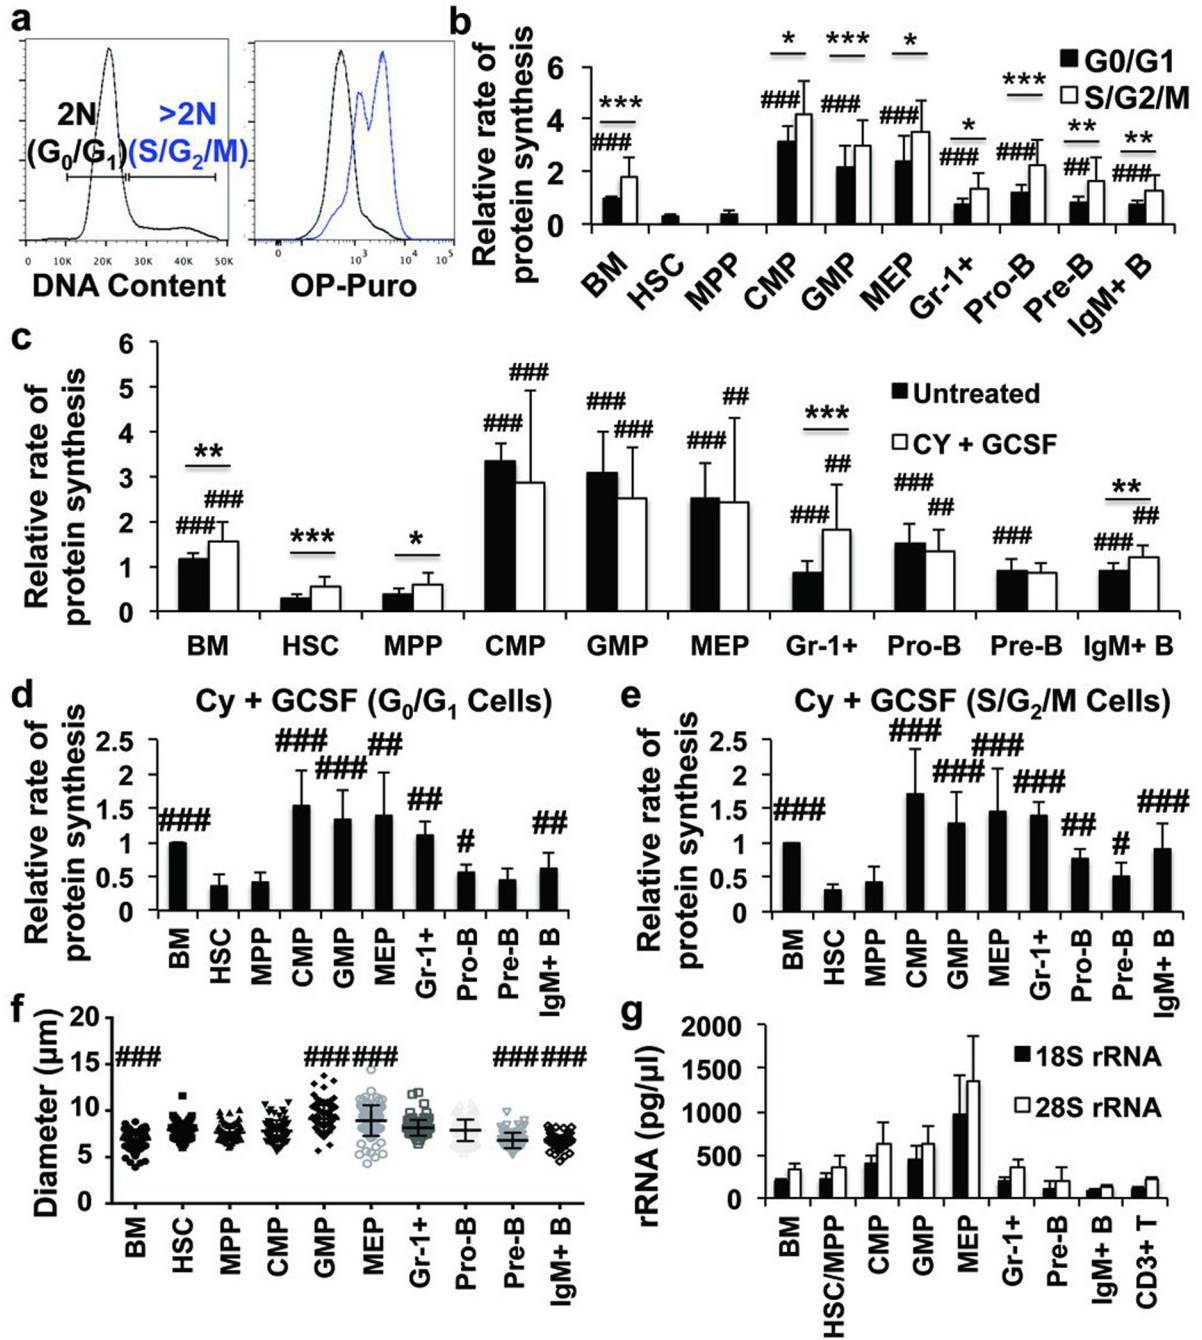 a
2N
(G0/G1)
>2N
(S/G2/M)
0 10K 20K 30K 40K 50K
DNA Content
0 10³ 10⁴ 10⁵
OP-Puro
b
Relative rate of
protein synthesis
6
4
2
0
G0/G1
S/G2/M
*** * *** * * *** ** **
### ### ### ### ### ### ## ###
BM HSC MPP CMP GMP MEP Gr-1+ Pro-B Pre-B IgM+ B
c
Relative rate of
protein synthesis
6
5
4
3
2
1
0
Untreated
CY + GCSF
** *** * *** **
### ### ### ### ### ### ### ## ### ## ### ## ### ### ##
BM HSC MPP CMP GMP MEP Gr-1+ Pro-B Pre-B IgM+ B
d
Cy + GCSF (G0/G1 Cells)
Relative rate of
protein synthesis
2.5
2
1.5
1
0.5
0
### ### ### ## ## # ##
BM HSC MPP CMP GMP MEP Gr-1+ Pro-B Pre-B IgM+ B
e
Cy + GCSF (S/G2/M Cells)
Relative rate of
protein synthesis
2.5
2
1.5
1
0.5
0
### ### ### ### ### ## # ###
BM HSC MPP CMP GMP MEP Gr-1+ Pro-B Pre-B IgM+ B
f
Diameter (µm)
20
15
10
5
0
### ### ### ### ###
BM HSC MPP CMP GMP MEP Gr-1+ Pro-B Pre-B IgM+ B
g
rRNA (pg/µl)
2000
1500
1000
500
0
18S rRNA
28S rRNA
BM HSC/MPP CMP GMP MEP Gr-1+ Pre-B IgM+ B CD3+ T